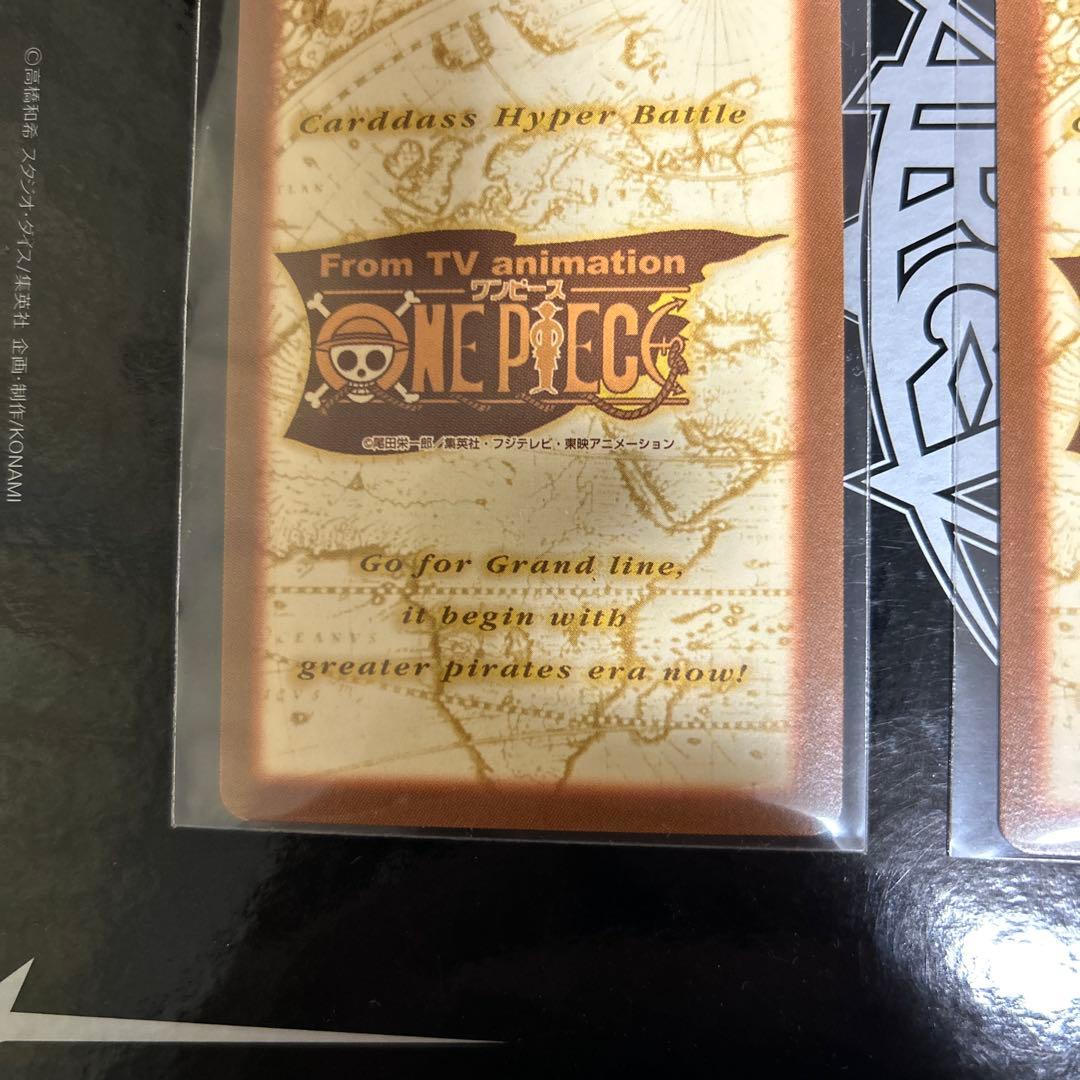 Carddass Hyper Battle
From TV animation
ワンピース
ONE PIECE
©尾田栄一郎／集英社・フジテレビ・東映アニメーション
Go for Grand line,
it begin with
greater pirates era now!
©高橋和希 スタジオ・ダイス/集英社 企画・制作/KONAMI